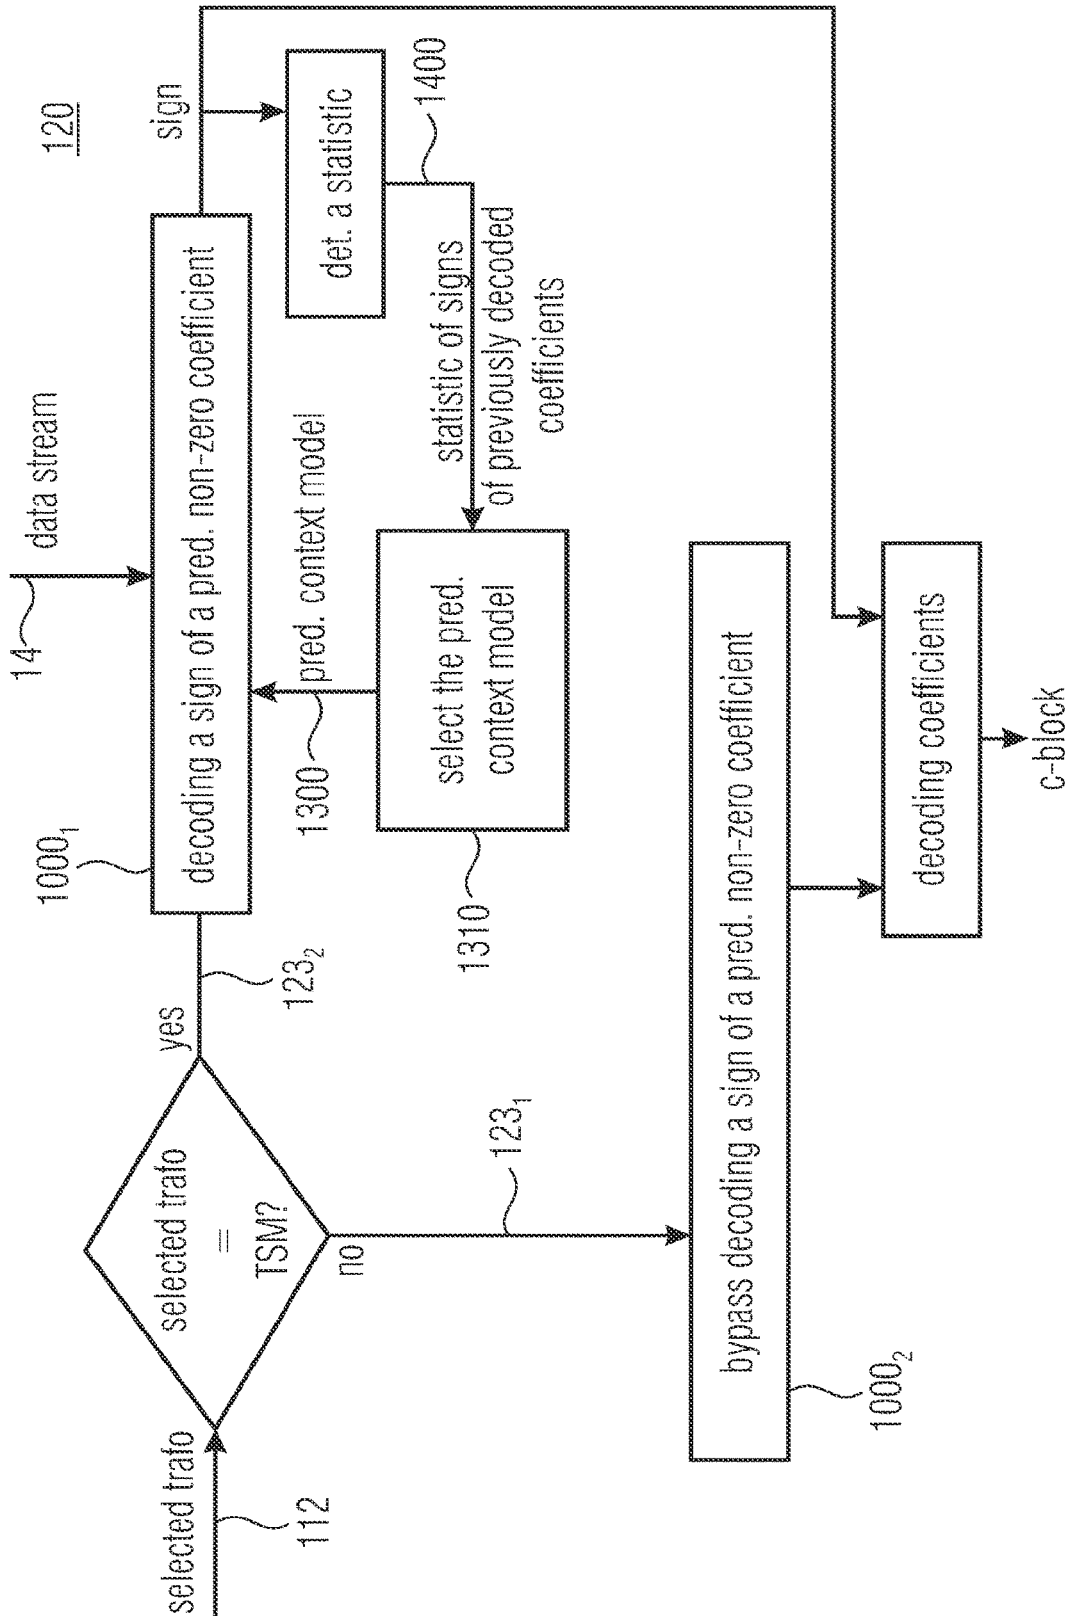 120
selected trafo
112
selected trafo
=
TSM?
yes
123₂
no
123₁
14
data stream
1000₁
decoding a sign of a pred. non-zero coefficient
sign
det. a statistic
1400
statistic of signs
of previously decoded
coefficients
pred. context model
1300
select the pred.
context model
1310
bypass decoding a sign of a pred. non-zero coefficient
1000₂
decoding coefficients
c-block